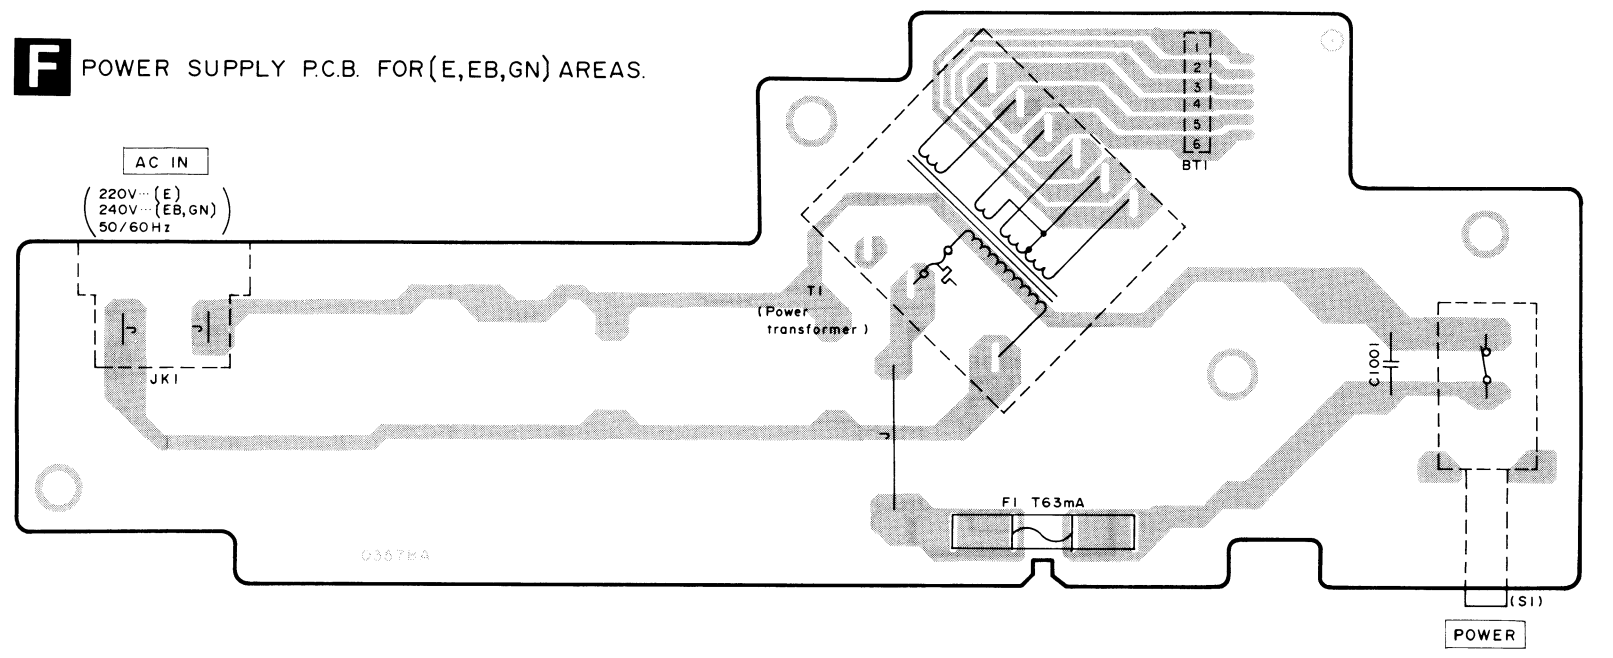 F POWER SUPPLY P.C.B. FOR (E,EB,GN) AREAS.
AC IN
220V···(E)
240V···(EB,GN)
50/60Hz
JK1
T1
(Power
transformer)
1
2
3
4
5
6
BT1
C1001
F1 T63mA
(S1)
POWER